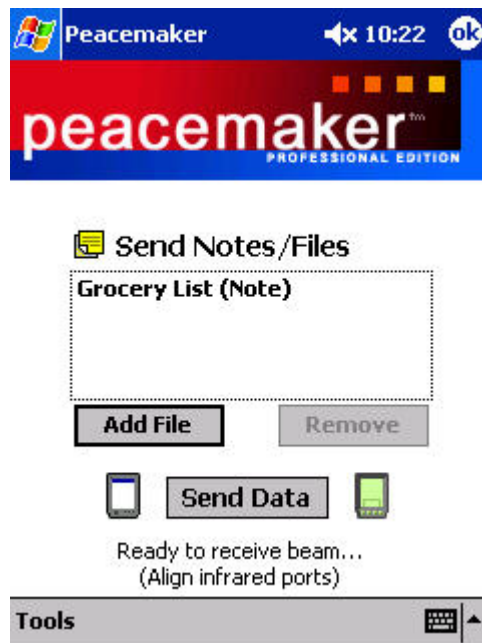 Peacemaker 10:22 ok
peacemaker™
PROFESSIONAL EDITION
Send Notes/Files
Grocery List (Note)
Add File Remove
Send Data
Ready to receive beam...
(Align infrared ports)
Tools